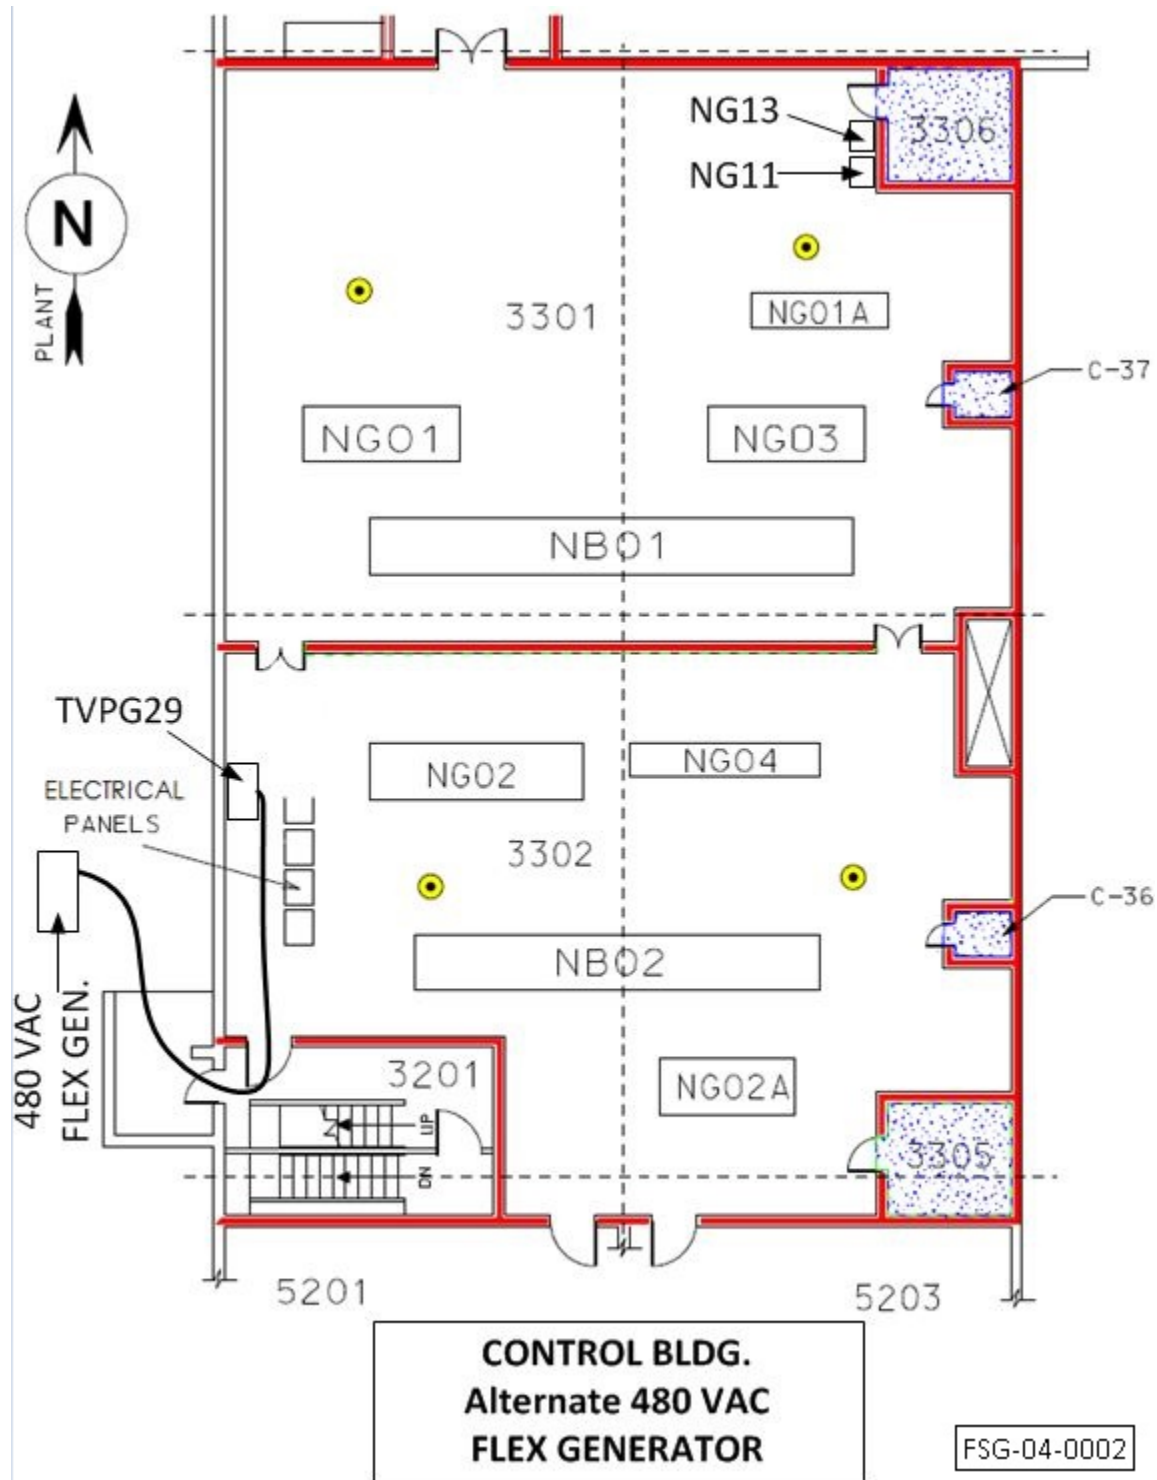 NG13
3306
NG11
N
PLANT
3301
NG01A
C-37
NG01
NG03
NB01
TVPG29
ELECTRICAL
PANELS
NG02
NG04
3302
C-36
NB02
480 VAC
FLEX GEN.
3201
NG02A
UP
DN
3305
5201
5203
CONTROL BLDG.
Alternate 480 VAC
FLEX GENERATOR
FSG-04-0002